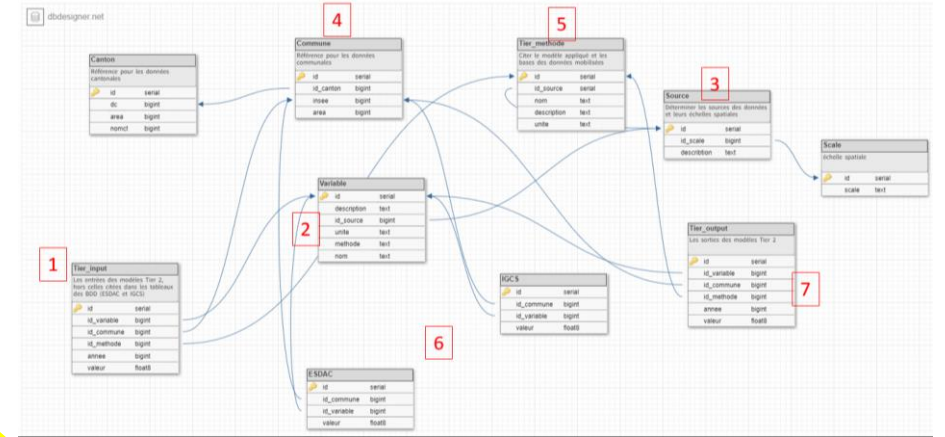 dbdesigner.net
4
5
Canton
Référence pour les données
cantonales
id serial
dc bigint
area bigint
nomct bigint
Commune
Référence pour les données
communales
id serial
id_canton bigint
insee bigint
area bigint
Tier_methode
Citer le modèle appliqué et les
bases des données mobilisées
id serial
id_source serial
nom text
description text
unite text
3
Source
Déterminer les sources des données
et leurs échelles spatiales
id serial
id_scale bigint
describtion text
Scale
échelle spatiale
id serial
scale text
2
Variable
id serial
description text
id_source bigint
unite text
methode text
nom text
1
Tier_input
Les entrées des modèles Tier 2,
hors celles citées dans les tableaux
des BDD (ESDAC et IGCS)
id serial
id_variable bigint
id_commune bigint
id_methode bigint
annee bigint
valeur float8
IGCS
id serial
id_commune bigint
id_variable bigint
valeur float8
7
Tier_output
Les sorties des modèles Tier 2
id serial
id_variable bigint
id_commune bigint
id_methode bigint
annee bigint
valeur float8
6
ESDAC
id serial
id_commune bigint
id_variable bigint
valeur float8